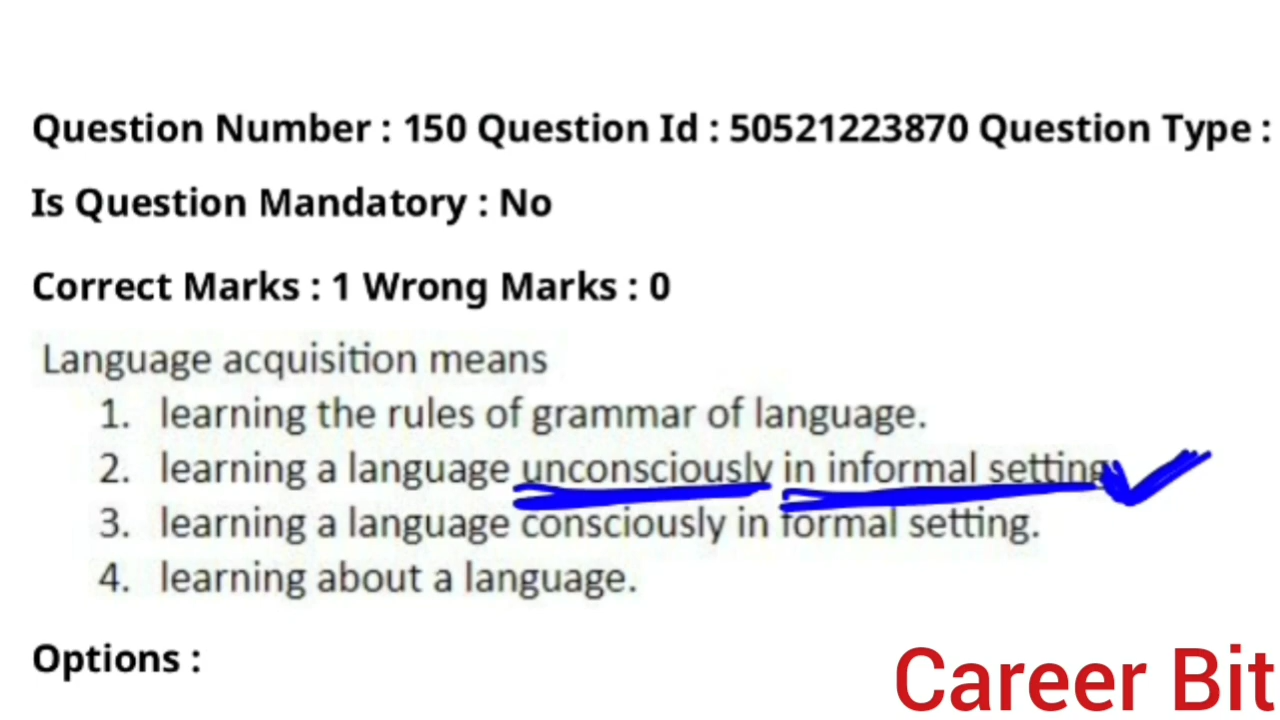 Question Number : 150 Question Id : 50521223870 Question Type :
Is Question Mandatory : No
Correct Marks : 1 Wrong Marks : 0
Language acquisition means
1. learning the rules of grammar of language.
2. learning a language unconsciously in informal setting
3. learning a language consciously in formal setting.
4. learning about a language.
Options :
Career Bit